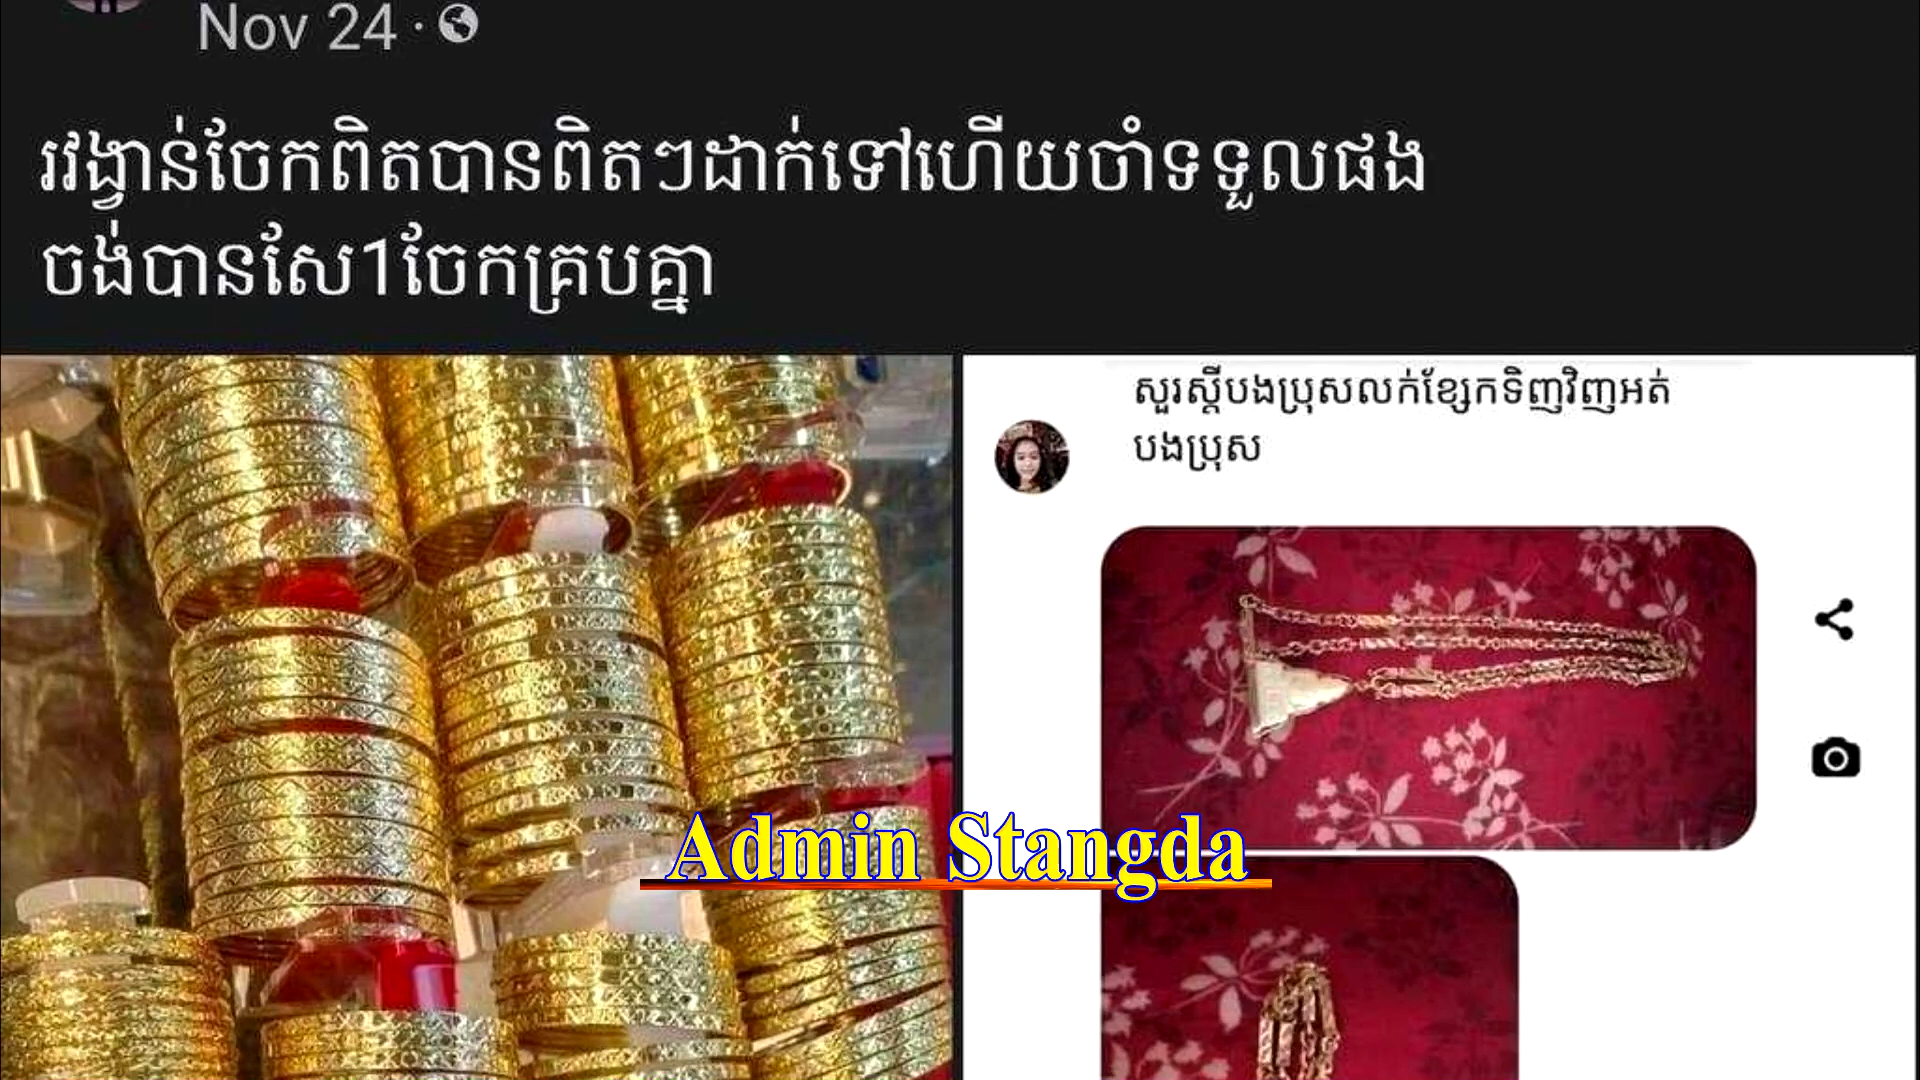 Nov 24 ·
រវង្វាន់ចែកពិតបានពិតៗដាក់ទៅហើយចាំទទួលផង
ចង់បានសែ1ចែកគ្របគ្នា
សួរស្តីបងប្រុសលក់ខ្សែកទិញវិញអត់
បងប្រុស
Admin Stangda